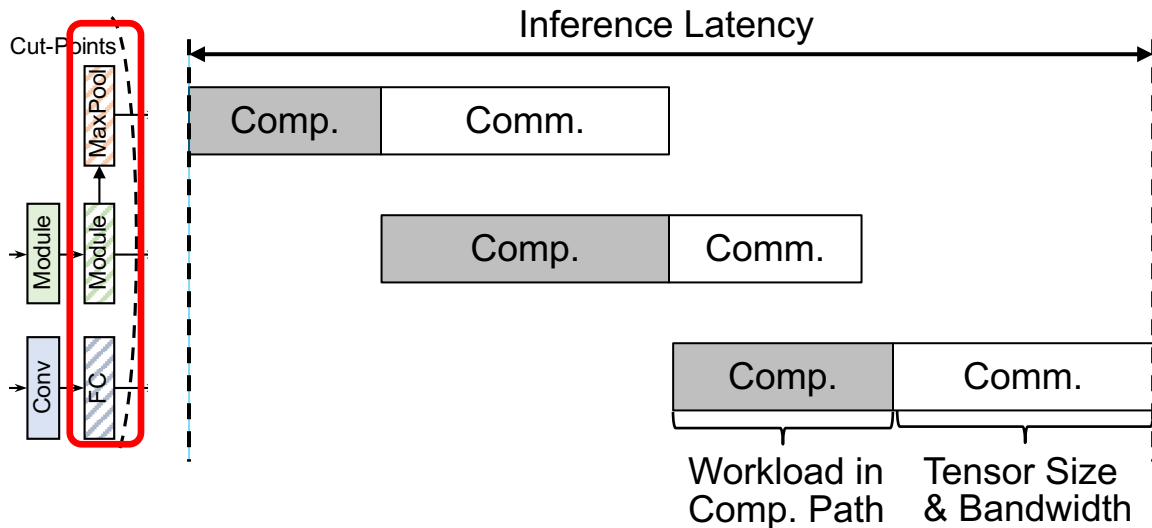 Inference Latency
Cut-Points
MaxPool
Comp.
Comm.
Module
Module
Comp.
Comm.
Conv
FC
Comp.
Comm.
Workload in
Comp. Path
Tensor Size
& Bandwidth